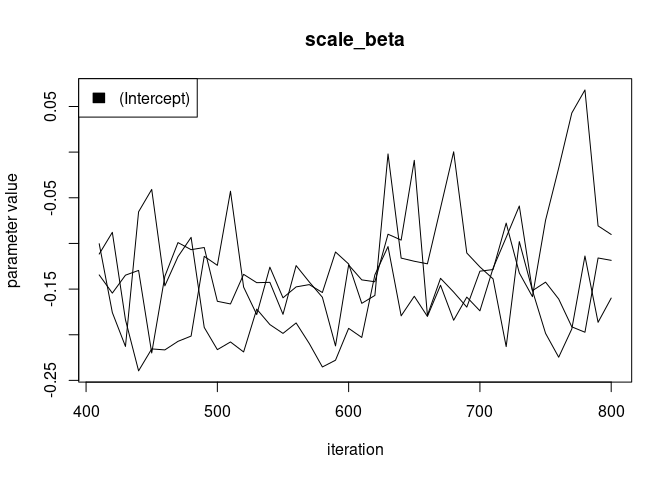 scale_beta
(Intercept)
0.05
-0.05
-0.15
-0.25
parameter value
400 500 600 700 800
iteration